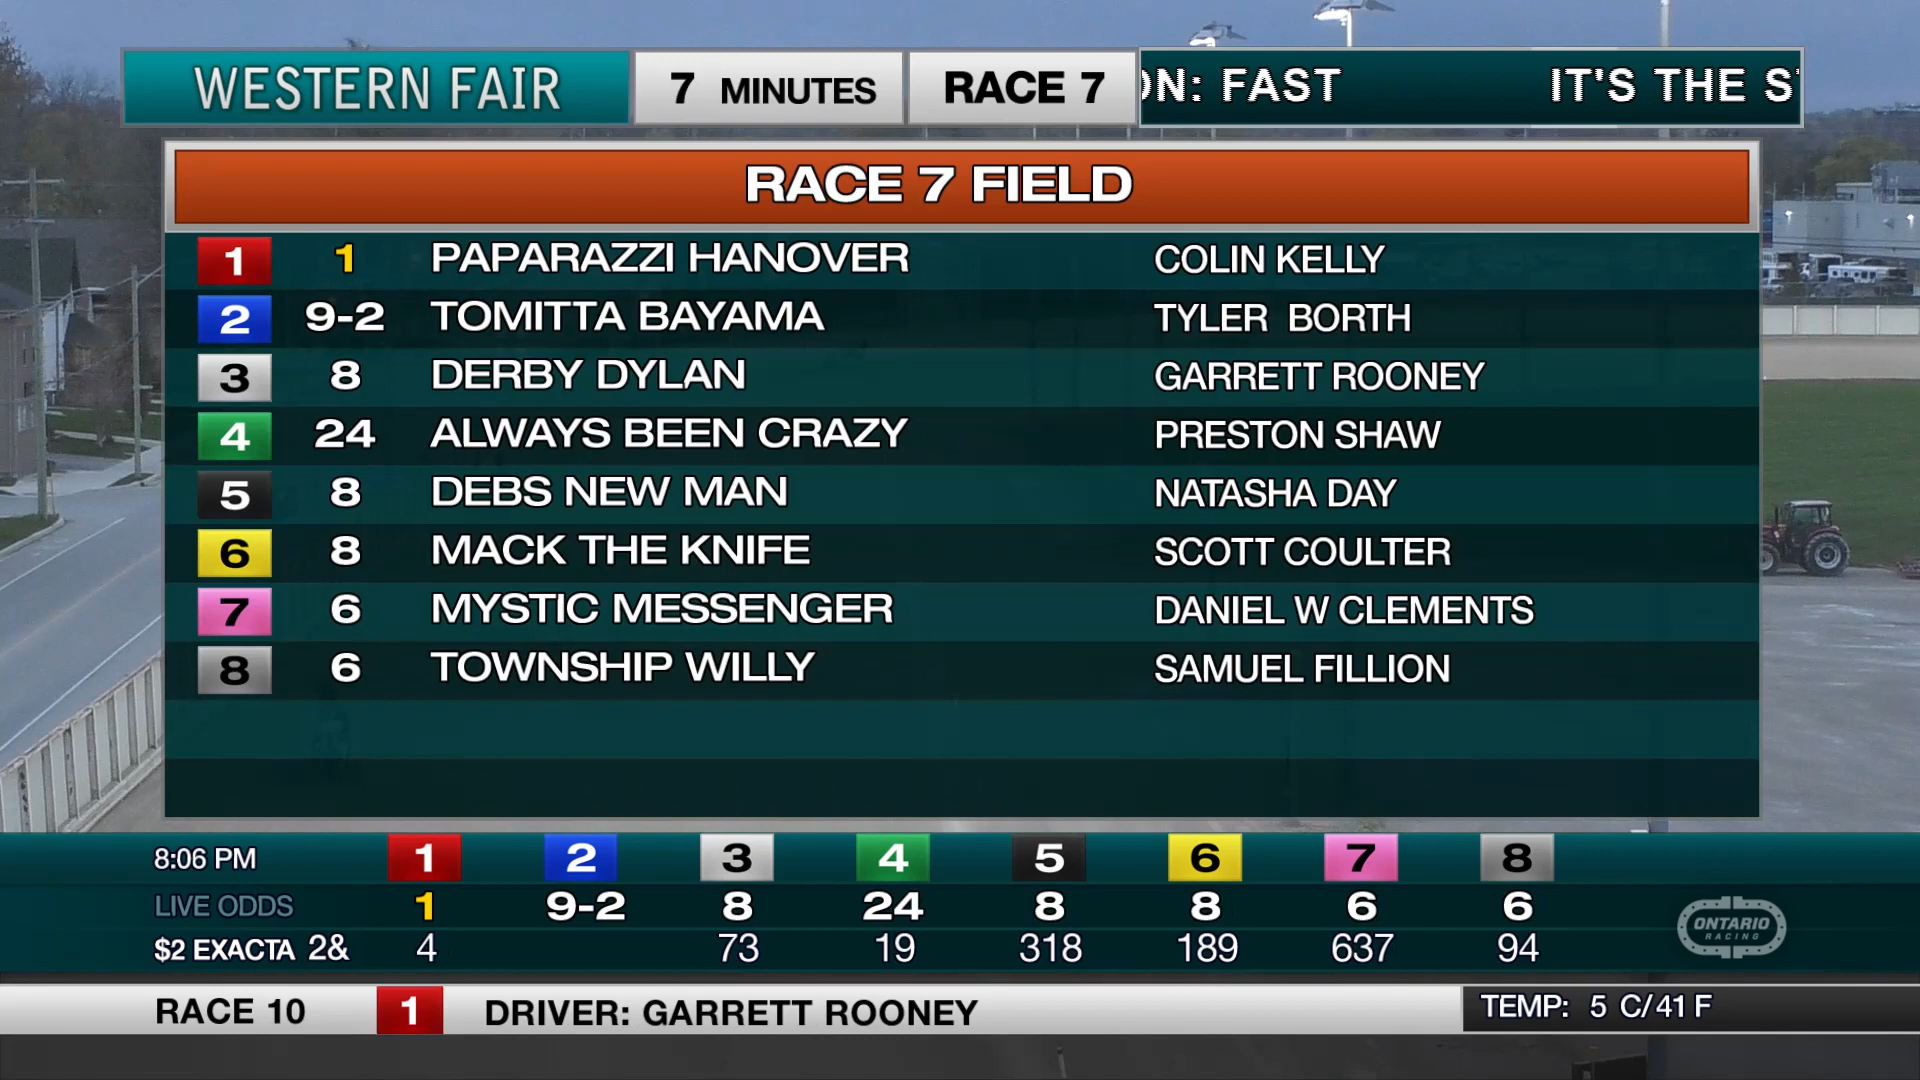 WESTERN FAIR 7 MINUTES RACE 7 ON: FAST IT'S THE
RACE 7 FIELD
1 1 PAPARAZZI HANOVER COLIN KELLY
2 9-2 TOMITTA BAYAMA TYLER BORTH
3 8 DERBY DYLAN GARRETT ROONEY
4 24 ALWAYS BEEN CRAZY PRESTON SHAW
5 8 DEBS NEW MAN NATASHA DAY
6 8 MACK THE KNIFE SCOTT COULTER
7 6 MYSTIC MESSENGER DANIEL W CLEMENTS
8 6 TOWNSHIP WILLY SAMUEL FILLION
8:06 PM 1 2 3 4 5 6 7 8
LIVE ODDS 1 9-2 8 24 8 8 6 6
$2 EXACTA 2& 4 73 19 318 189 637 94
ONTARIO
RACING
RACE 10 1 DRIVER: GARRETT ROONEY TEMP: 5 C/41 F